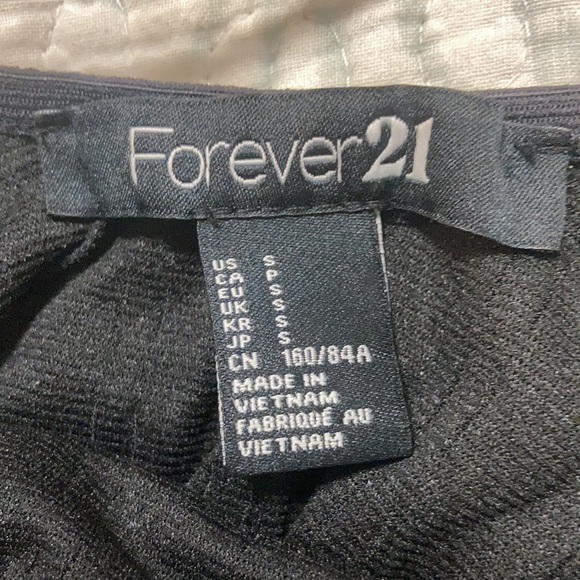 Forever21
US S
CA P
EU S
UK S
KR S
JP S
CN 160/84A
MADE IN
VIETNAM
FABRIQUÉ AU
VIETNAM